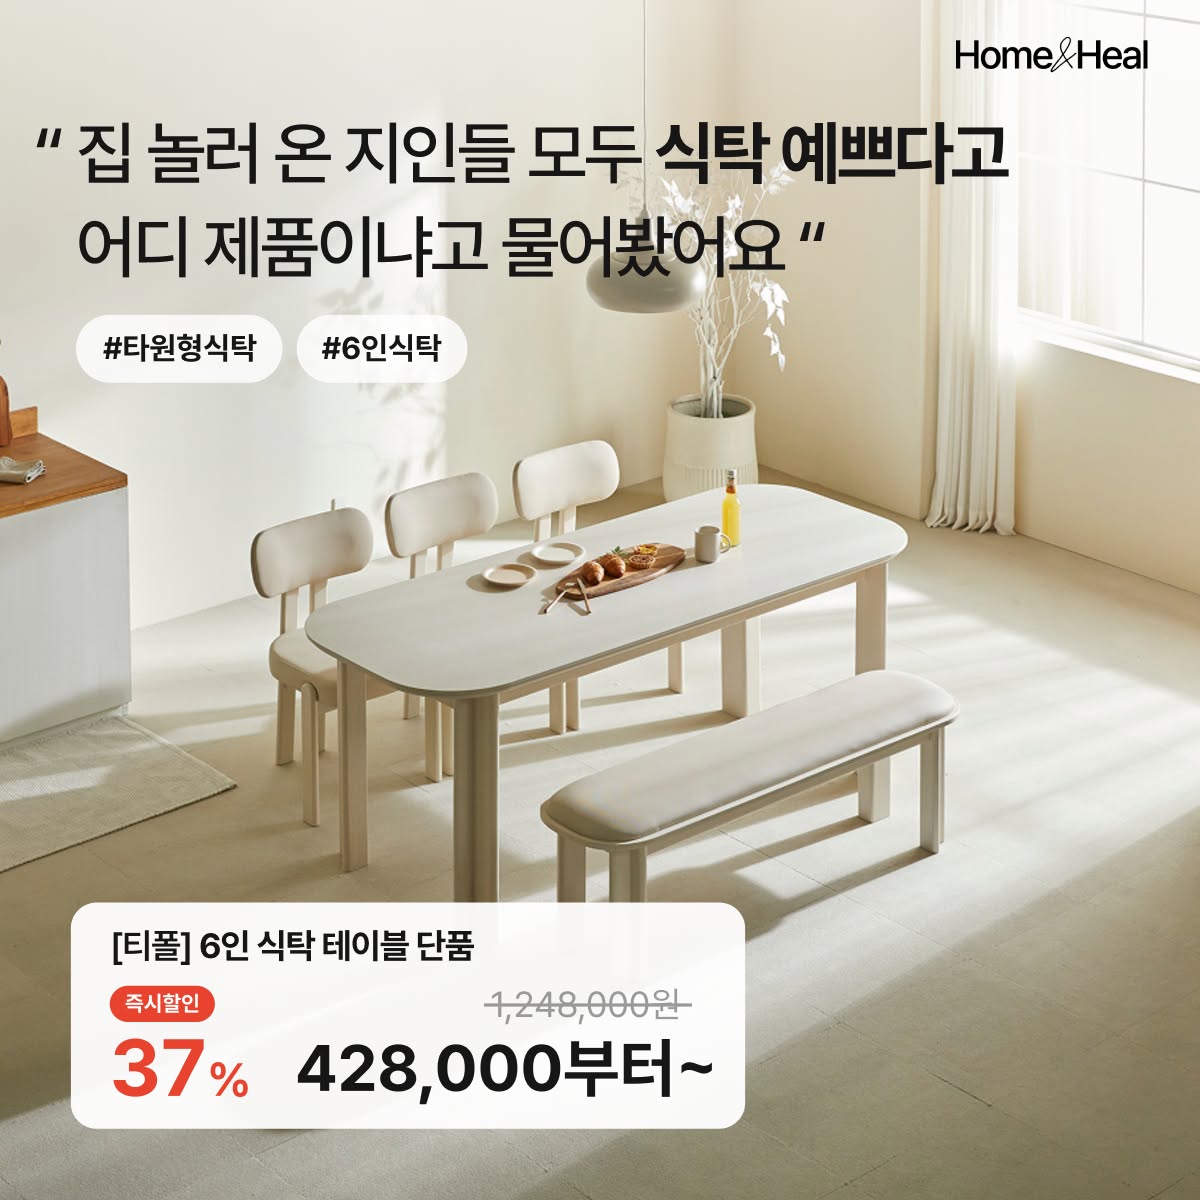 Home&Heal
“ 집 놀러 온 지인들 모두 식탁 예쁘다고
어디 제품이냐고 물어봤어요 “
#타원형식탁 #6인식탁
[티폴] 6인 식탁 테이블 단품
즉시할인 1,248,000원
37% 428,000부터~